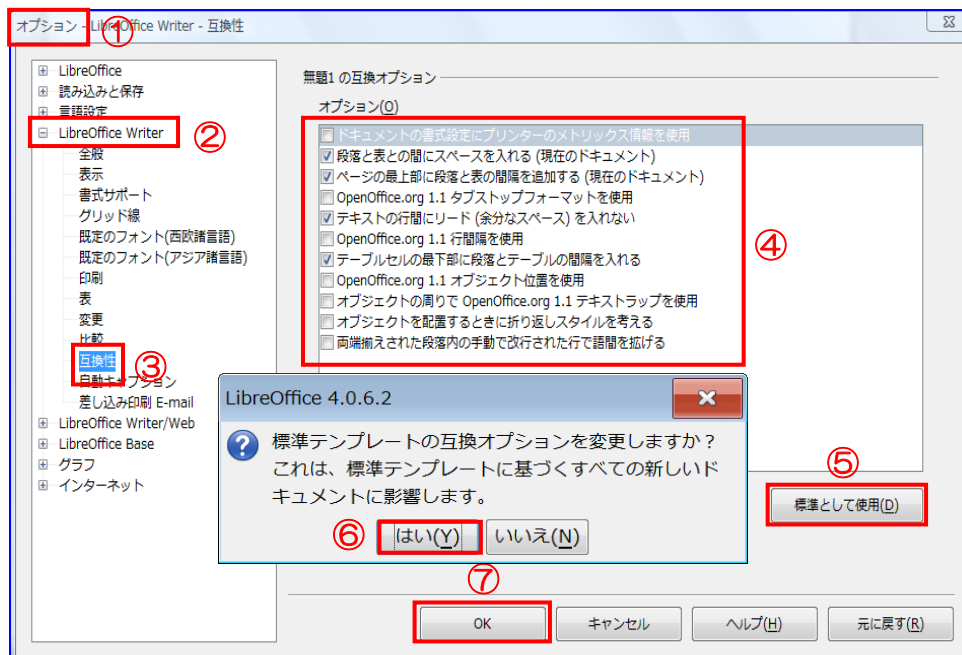 オプション - LibreOffice Writer - 互換性
①
LibreOffice
読み込みと保存
言語設定
LibreOffice Writer
②
全般
表示
書式サポート
グリッド線
既定のフォント(西欧諸言語)
既定のフォント(アジア諸言語)
印刷
表
変更
比較
互換性
③
自動キャプション
差し込み印刷 E-mail
LibreOffice Writer/Web
LibreOffice Base
グラフ
インターネット
無題1 の互換オプション
オプション(O)
ドキュメントの書式設定にプリンターのメトリックス情報を使用
段落と表との間にスペースを入れる (現在のドキュメント)
ページの最上部に段落と表の間隔を追加する (現在のドキュメント)
OpenOffice.org 1.1 タブストップフォーマットを使用
テキストの行間にリード (余分なスペース) を入れない
OpenOffice.org 1.1 行間隔を使用
テーブルセルの最下部に段落とテーブルの間隔を入れる
OpenOffice.org 1.1 オブジェクト位置を使用
オブジェクトの周りで OpenOffice.org 1.1 テキストラップを使用
オブジェクトを配置するときに折り返しスタイルを考える
両端揃えされた段落内の手動で改行された行で語間を拡げる
④
LibreOffice 4.0.6.2
標準テンプレートの互換オプションを変更しますか？
これは、標準テンプレートに基づくすべての新しいド
キュメントに影響します。
⑥
はい(Y)
いいえ(N)
⑤
標準として使用(D)
⑦
OK
キャンセル
ヘルプ(H)
元に戻す(R)